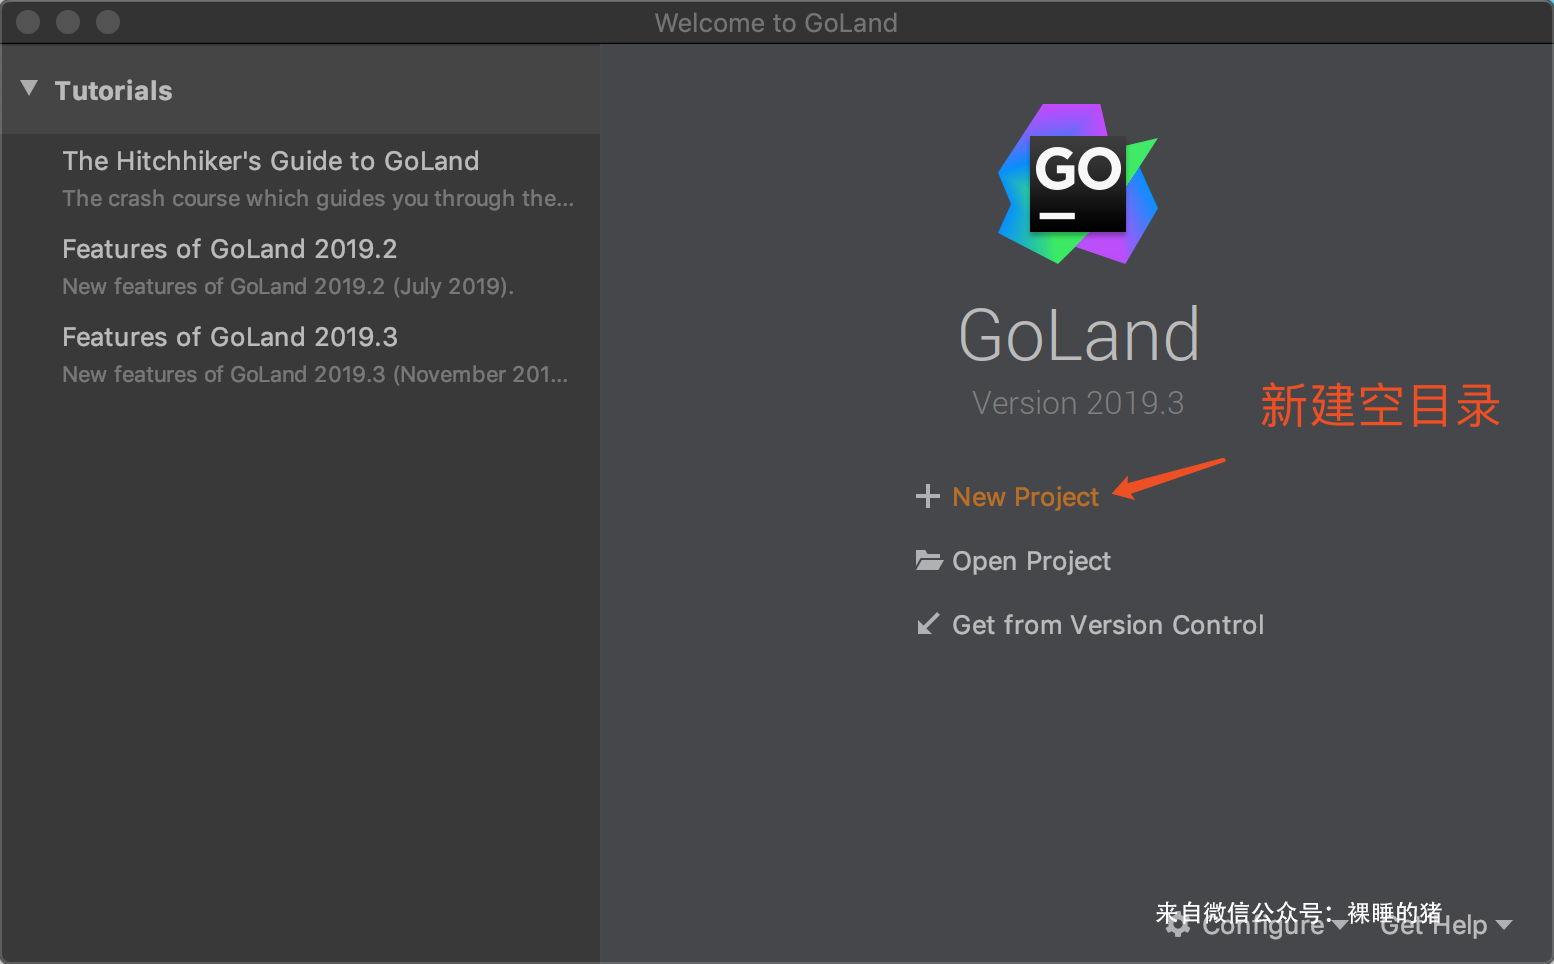 Welcome to GoLand
Tutorials
The Hitchhiker's Guide to GoLand
The crash course which guides you through the...
Features of GoLand 2019.2
New features of GoLand 2019.2 (July 2019).
Features of GoLand 2019.3
New features of GoLand 2019.3 (November 201...
GO
GoLand
Version 2019.3
新建空目录
New Project
Open Project
Get from Version Control
来自微信公众号：裸睡的猪
Configure
Get Help